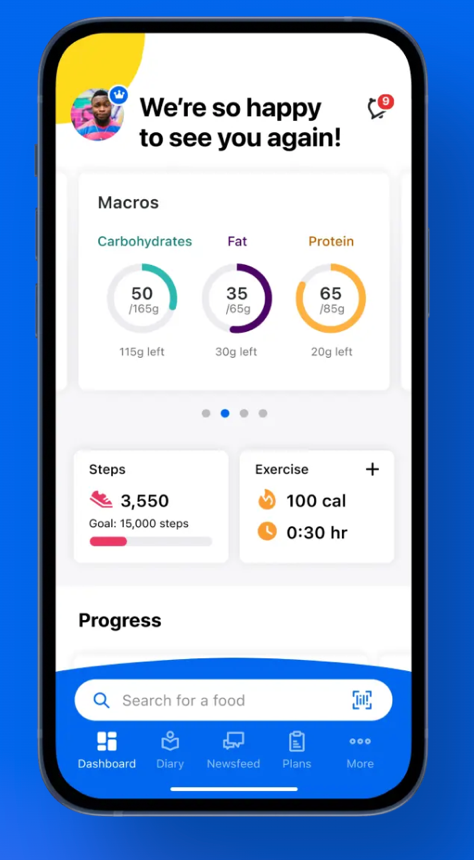 We're so happy
to see you again!
9
Macros
Carbohydrates Fat Protein
50 35 65
/165g /65g /85g
115g left 30g left 20g left
Steps Exercise +
3,550 100 cal
Goal: 15,000 steps 0:30 hr
Progress
Search for a food
Dashboard Diary Newsfeed Plans More